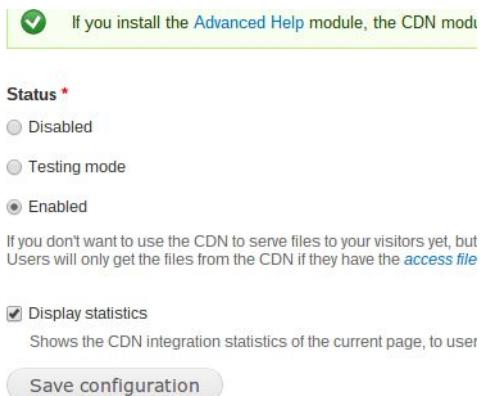 If you install the Advanced Help module, the CDN modu
Status *
Disabled
Testing mode
Enabled
If you don't want to use the CDN to serve files to your visitors yet, but
Users will only get the files from the CDN if they have the access file
Display statistics
Shows the CDN integration statistics of the current page, to user
Save configuration